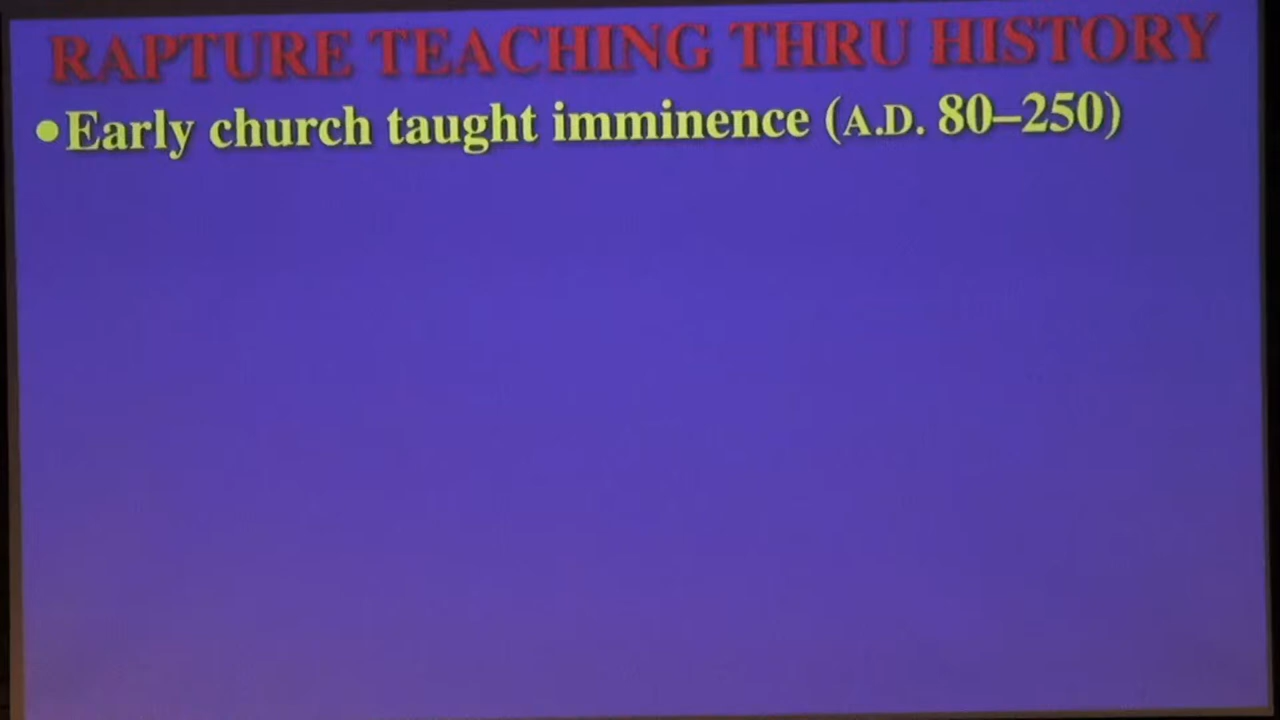 RAPTURE TEACHING THRU HISTORY
•Early church taught imminence (A.D. 80–250)